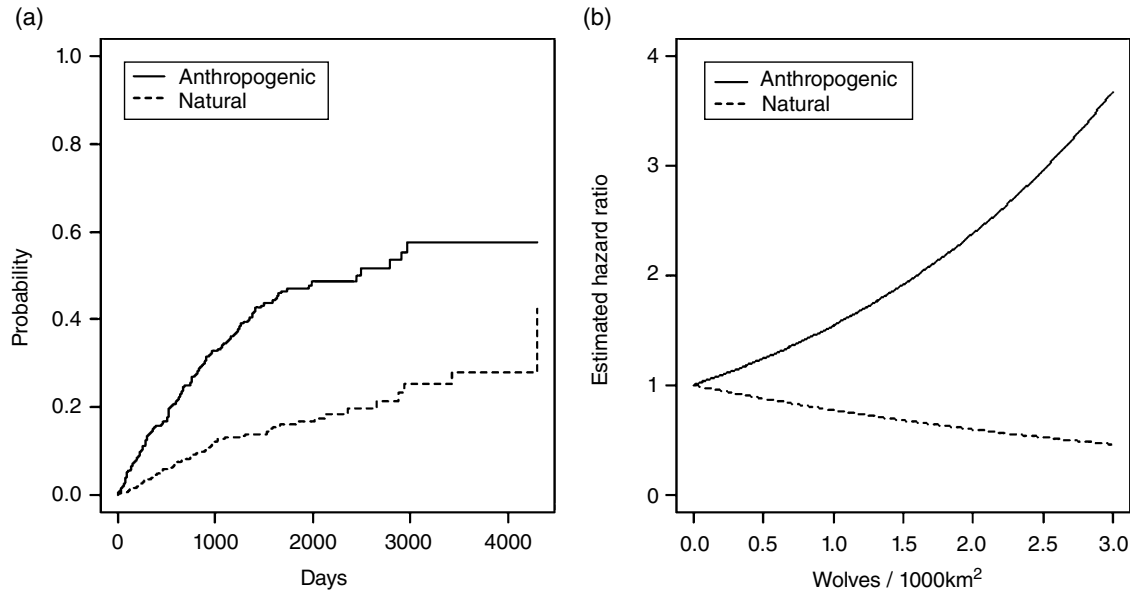 (a)
1.0
0.8
0.6
0.4
0.2
0.0
Probability
Anthropogenic
Natural
0 1000 2000 3000 4000
Days
(b)
4
3
2
1
0
Estimated hazard ratio
Anthropogenic
Natural
0.0 0.5 1.0 1.5 2.0 2.5 3.0
Wolves / 1000km²